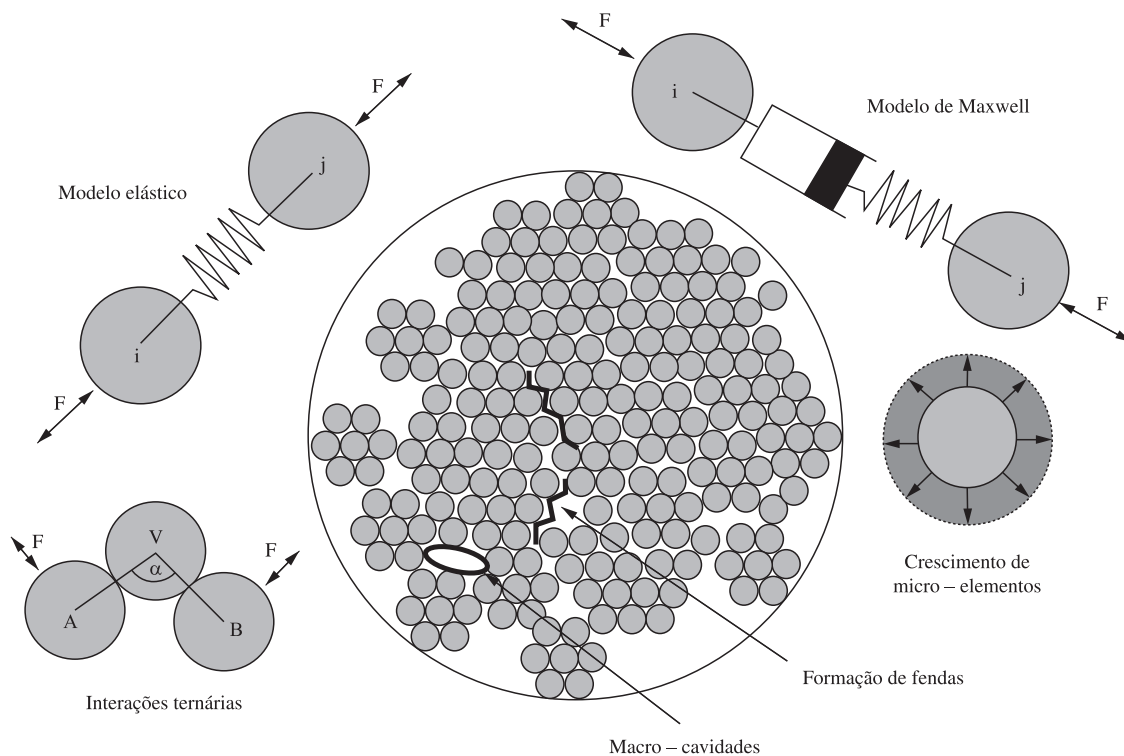 F
i
Modelo de Maxwell
j
F
F
j
Modelo elástico
i
F
F
V
α
F
A
B
Interações ternárias
Crescimento de
micro – elementos
Formação de fendas
Macro – cavidades